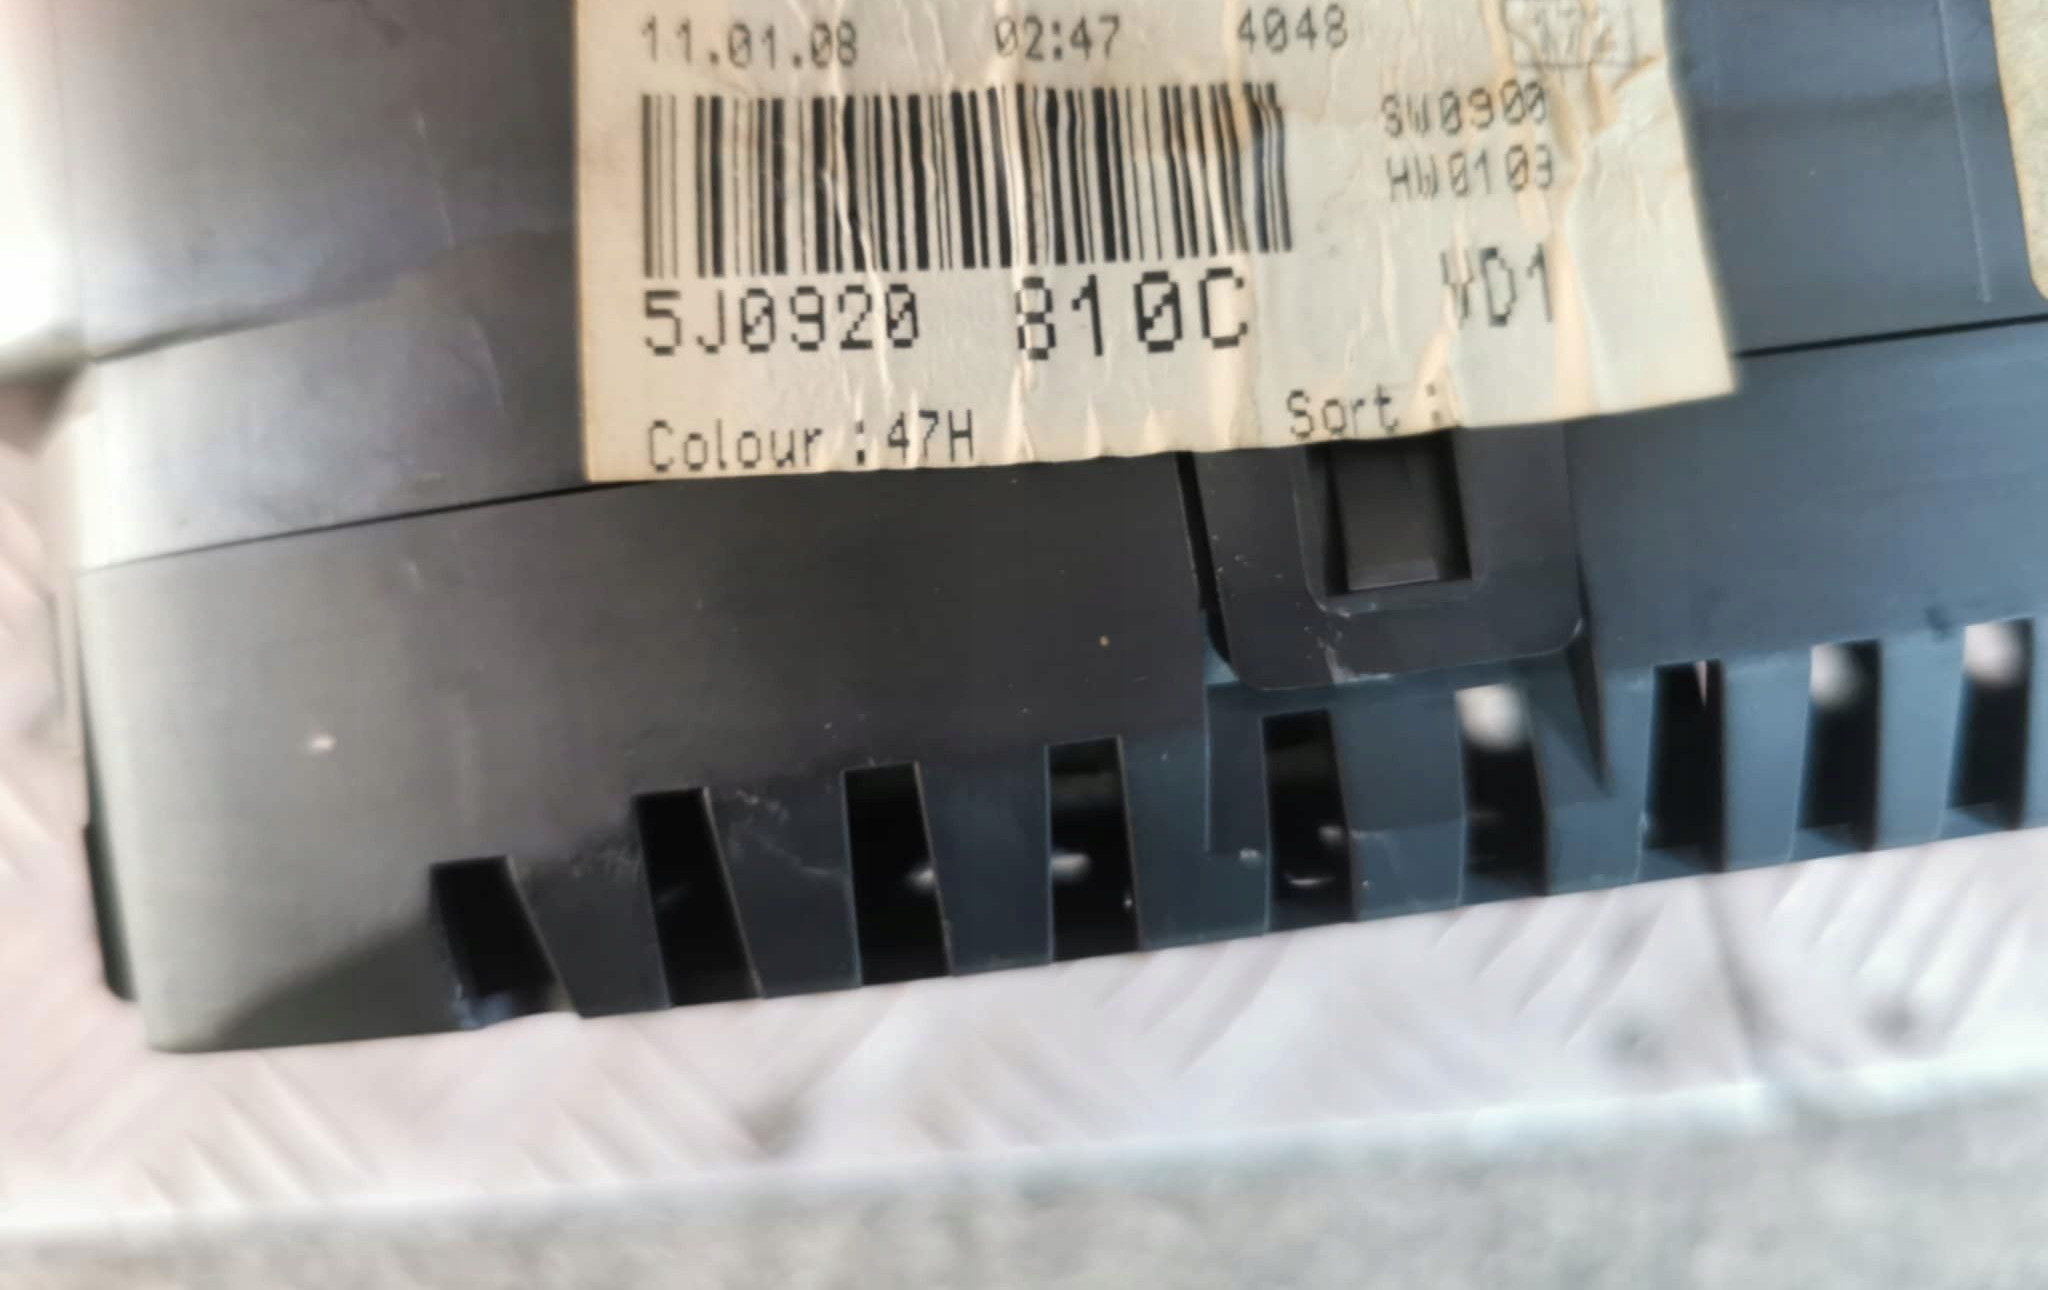 11.01.08 02:47 4048
SW0900
HW0103
5J0920 810C VD1
Colour :47H Sort :